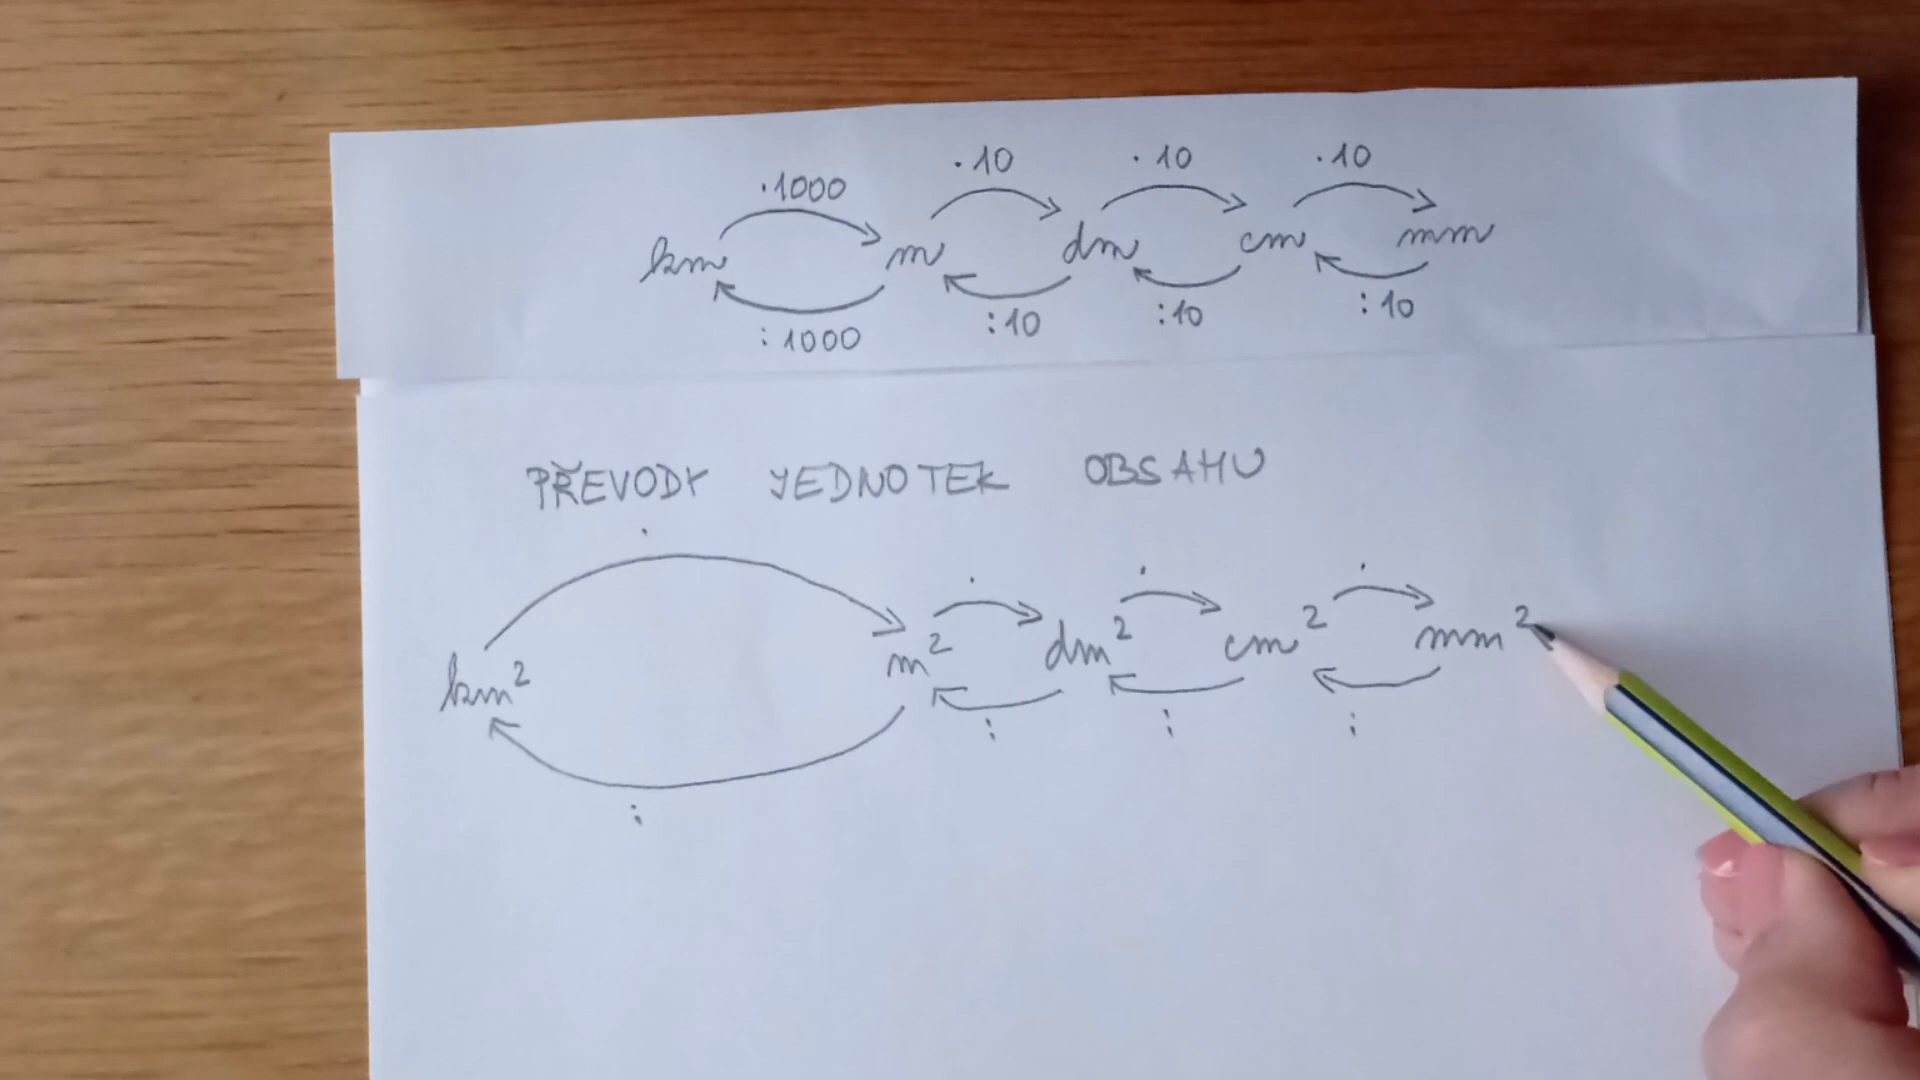 ·1000 ·10 ·10 ·10
km m dm cm mm
:1000 :10 :10 :10
PŘEVODY JEDNOTEK OBSAHU
· · · ·
km² m² dm² cm² mm²
: : : :